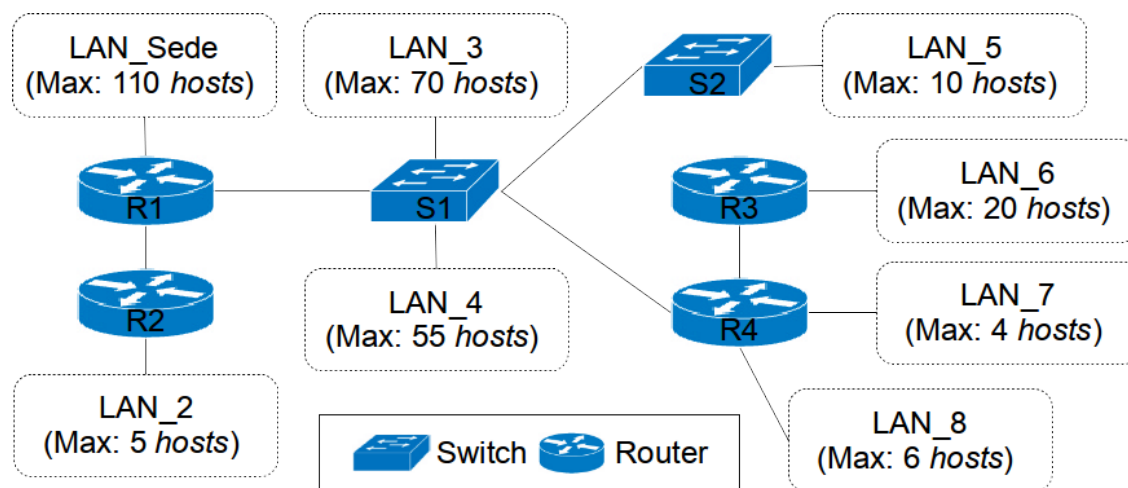 LAN_Sede
(Max: 110 hosts)
LAN_3
(Max: 70 hosts)
S2
LAN_5
(Max: 10 hosts)
R1
S1
R3
LAN_6
(Max: 20 hosts)
R2
LAN_4
(Max: 55 hosts)
R4
LAN_7
(Max: 4 hosts)
LAN_2
(Max: 5 hosts)
Switch
Router
LAN_8
(Max: 6 hosts)